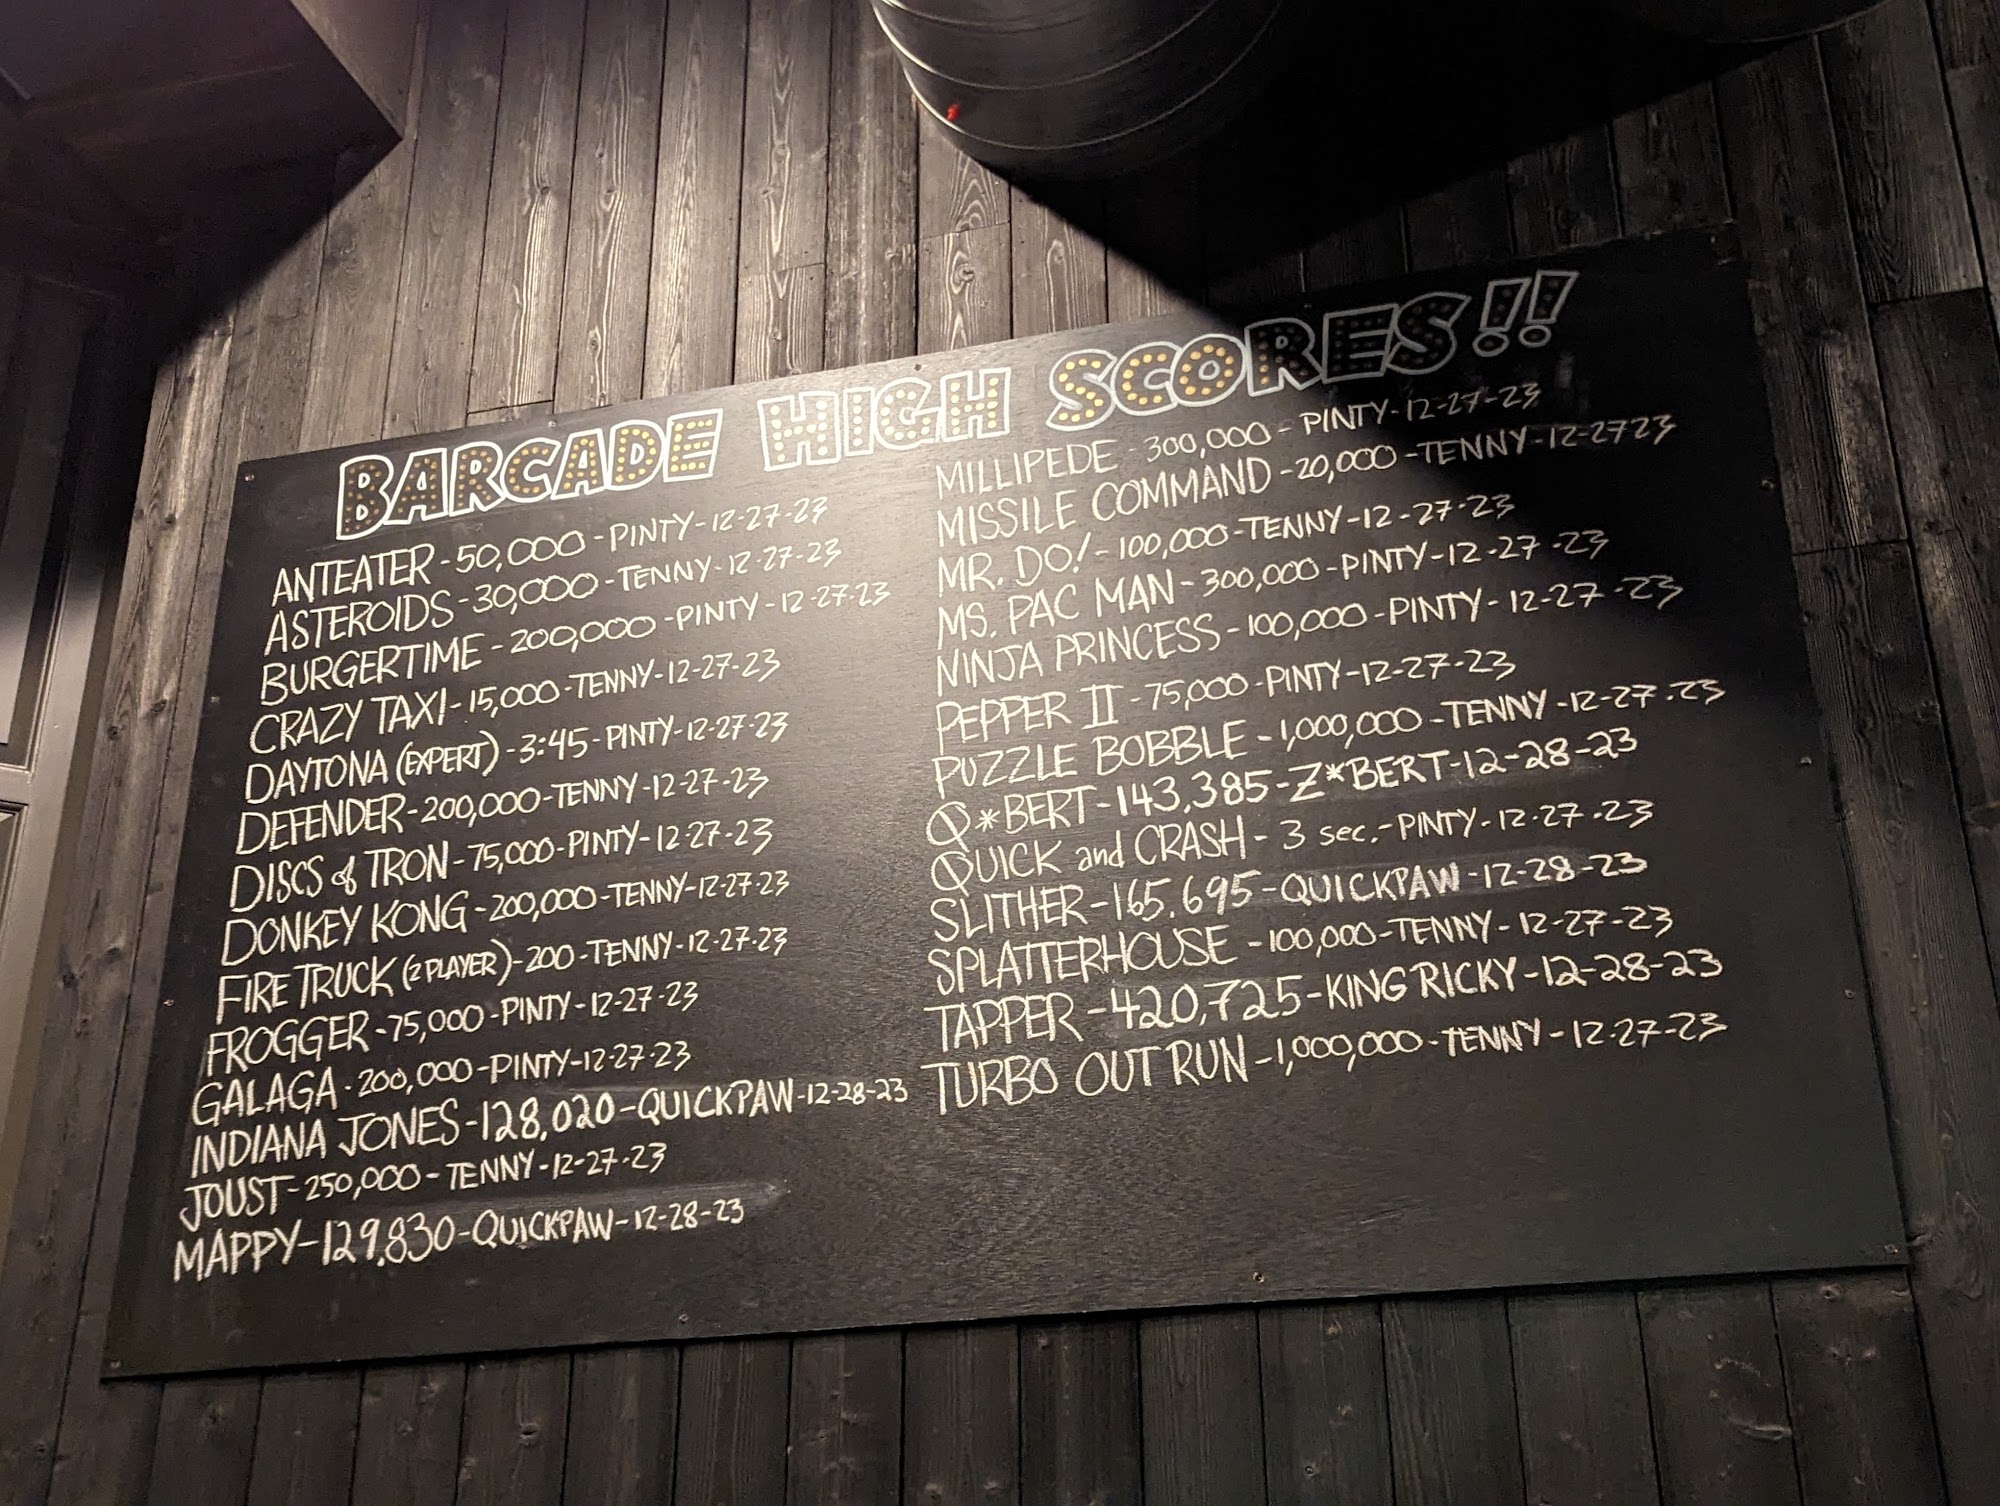 BARCADE HIGH SCORES!!
ANTEATER - 50,000 - PINTY - 12-27-23
ASTEROIDS - 30,000 - TENNY - 12-27-23
BURGERTIME - 200,000 - PINTY - 12-27-23
CRAZY TAXI - 15,000 - TENNY - 12-27-23
DAYTONA (EXPERT) - 3:45 - PINTY - 12-27-23
DEFENDER - 200,000 - TENNY - 12-27-23
DISCS of TRON - 75,000 - PINTY - 12-27-23
DONKEY KONG - 200,000 - TENNY - 12-27-23
FIRE TRUCK (2 PLAYER) - 200 - TENNY - 12-27-23
FROGGER - 75,000 - PINTY - 12-27-23
GALAGA - 200,000 - PINTY - 12-27-23
INDIANA JONES - 128,020 - QUICKPAW - 12-28-23
JOUST - 250,000 - TENNY - 12-27-23
MAPPY - 129,830 - QUICKPAW - 12-28-23
MILLIPEDE - 300,000 - PINTY - 12-27-23
MISSILE COMMAND - 20,000 - TENNY - 12-27 23
MR. DO! - 100,000 - TENNY - 12-27-23
MS. PAC MAN - 300,000 - PINTY - 12-27-23
NINJA PRINCESS - 100,000 - PINTY - 12-27-23
PEPPER II - 75,000 - PINTY - 12-27-23
PUZZLE BOBBLE - 1,000,000 - TENNY - 12-27-23
Q*BERT - 143,385 - Z*BERT - 12-28-23
QUICK and CRASH - 3 sec. - PINTY - 12-27-23
SLITHER - 165,695 - QUICKPAW - 12-28-23
SPLATTERHOUSE - 100,000 - TENNY - 12-27-23
TAPPER - 420,725 - KING RICKY - 12-28-23
TURBO OUT RUN - 1,000,000 - TENNY - 12-27-23